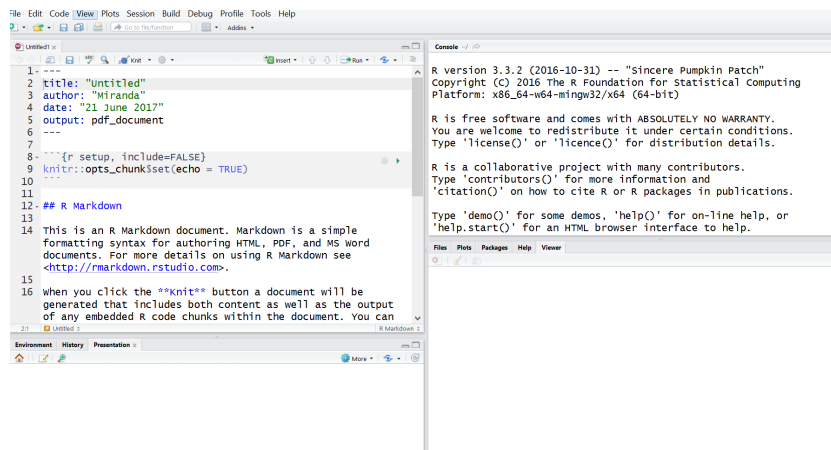 File Edit Code View Plots Session Build Debug Profile Tools Help
Go to file/function Addins
Untitled1
Knit Insert Run
1 ---
2 title: "Untitled"
3 author: "Miranda"
4 date: "21 June 2017"
5 output: pdf_document
6 ---
7
8 ```{r setup, include=FALSE}
9 knitr::opts_chunk$set(echo = TRUE)
10 ```
11
12 ## R Markdown
13
14 This is an R Markdown document. Markdown is a simple
formatting syntax for authoring HTML, PDF, and MS Word
documents. For more details on using R Markdown see
<http://rmarkdown.rstudio.com>.
15
16 When you click the **Knit** button a document will be
generated that includes both content as well as the output
of any embedded R code chunks within the document. You can
2:1 Untitled R Markdown
Environment History Presentation
More
Console ~/
R version 3.3.2 (2016-10-31) -- "Sincere Pumpkin Patch"
Copyright (C) 2016 The R Foundation for Statistical Computing
Platform: x86_64-w64-mingw32/x64 (64-bit)
R is free software and comes with ABSOLUTELY NO WARRANTY.
You are welcome to redistribute it under certain conditions.
Type 'license()' or 'licence()' for distribution details.
R is a collaborative project with many contributors.
Type 'contributors()' for more information and
'citation()' on how to cite R or R packages in publications.
Type 'demo()' for some demos, 'help()' for on-line help, or
'help.start()' for an HTML browser interface to help.
Files Plots Packages Help Viewer